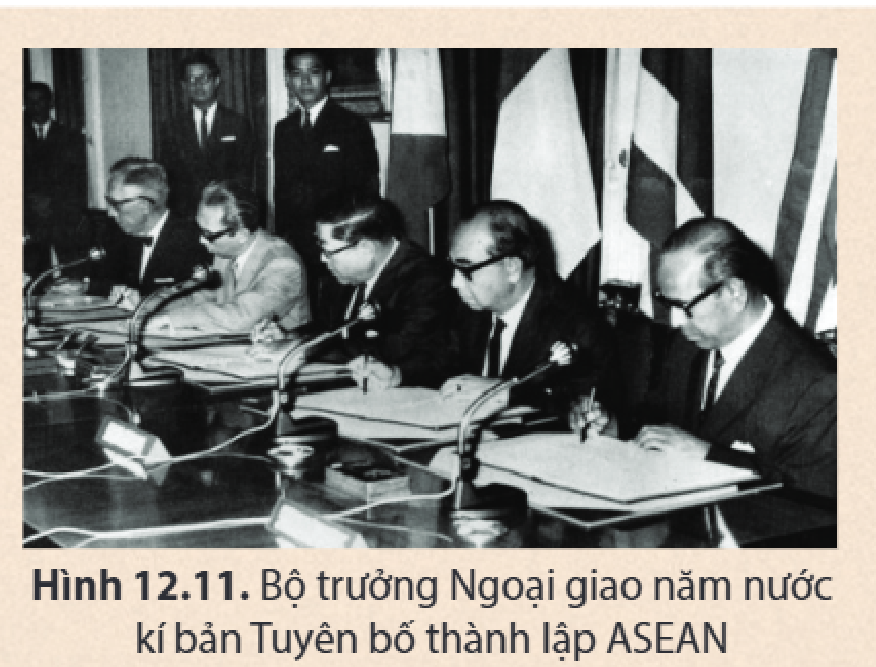 Hình 12.11. Bộ trưởng Ngoại giao năm nước
kí bản Tuyên bố thành lập ASEAN